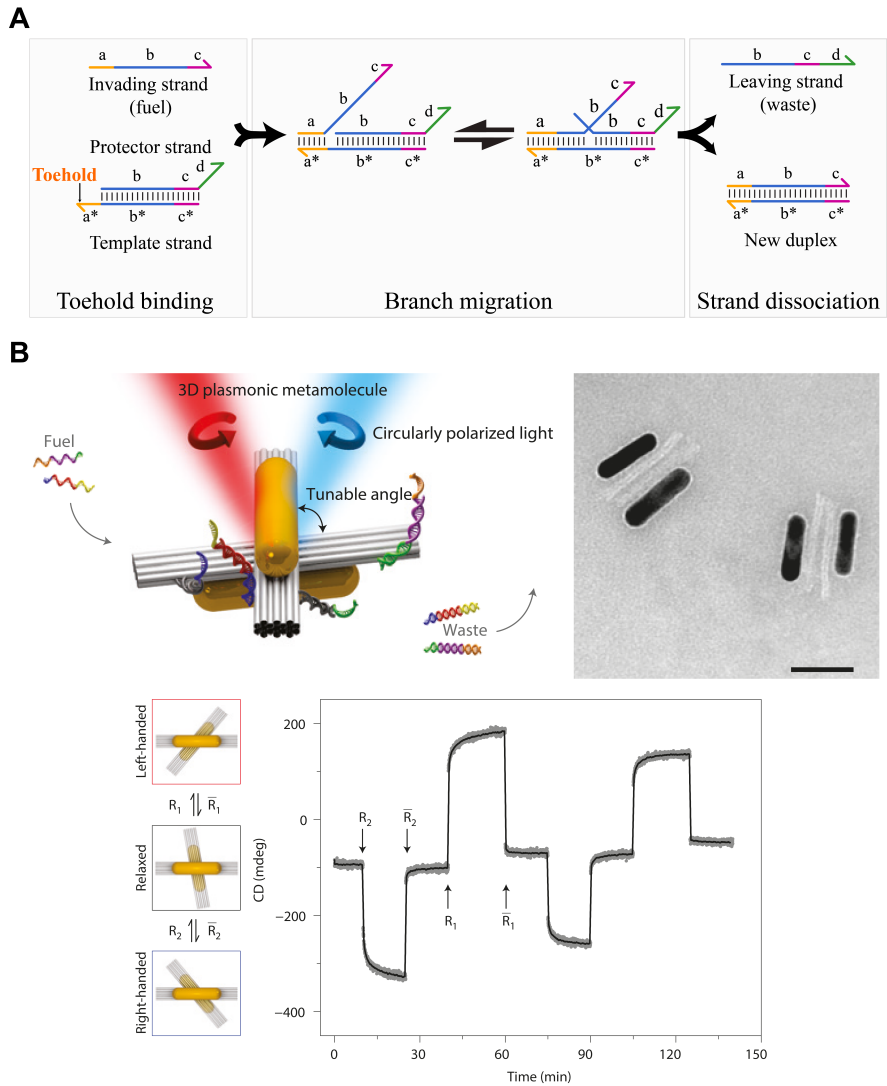 A
a b c
Invading strand
(fuel)
Protector strand
Toehold
b c d
a* b* c*
Template strand
Toehold binding
c
b
a b c d
a* b* c*
c
b
a b c d
a* b* c*
Branch migration
b c d
Leaving strand
(waste)
a b c
a* b* c*
New duplex
Strand dissociation
B
3D plasmonic metamolecule
Fuel
Circularly polarized light
Tunable angle
Waste
Left-handed
R1 R̅1
Relaxed
R2 R̅2
Right-handed
CD (mdeg)
200
0
−200
−400
R2
R̅2
R1
R̅1
0 30 60 90 120 150
Time (min)